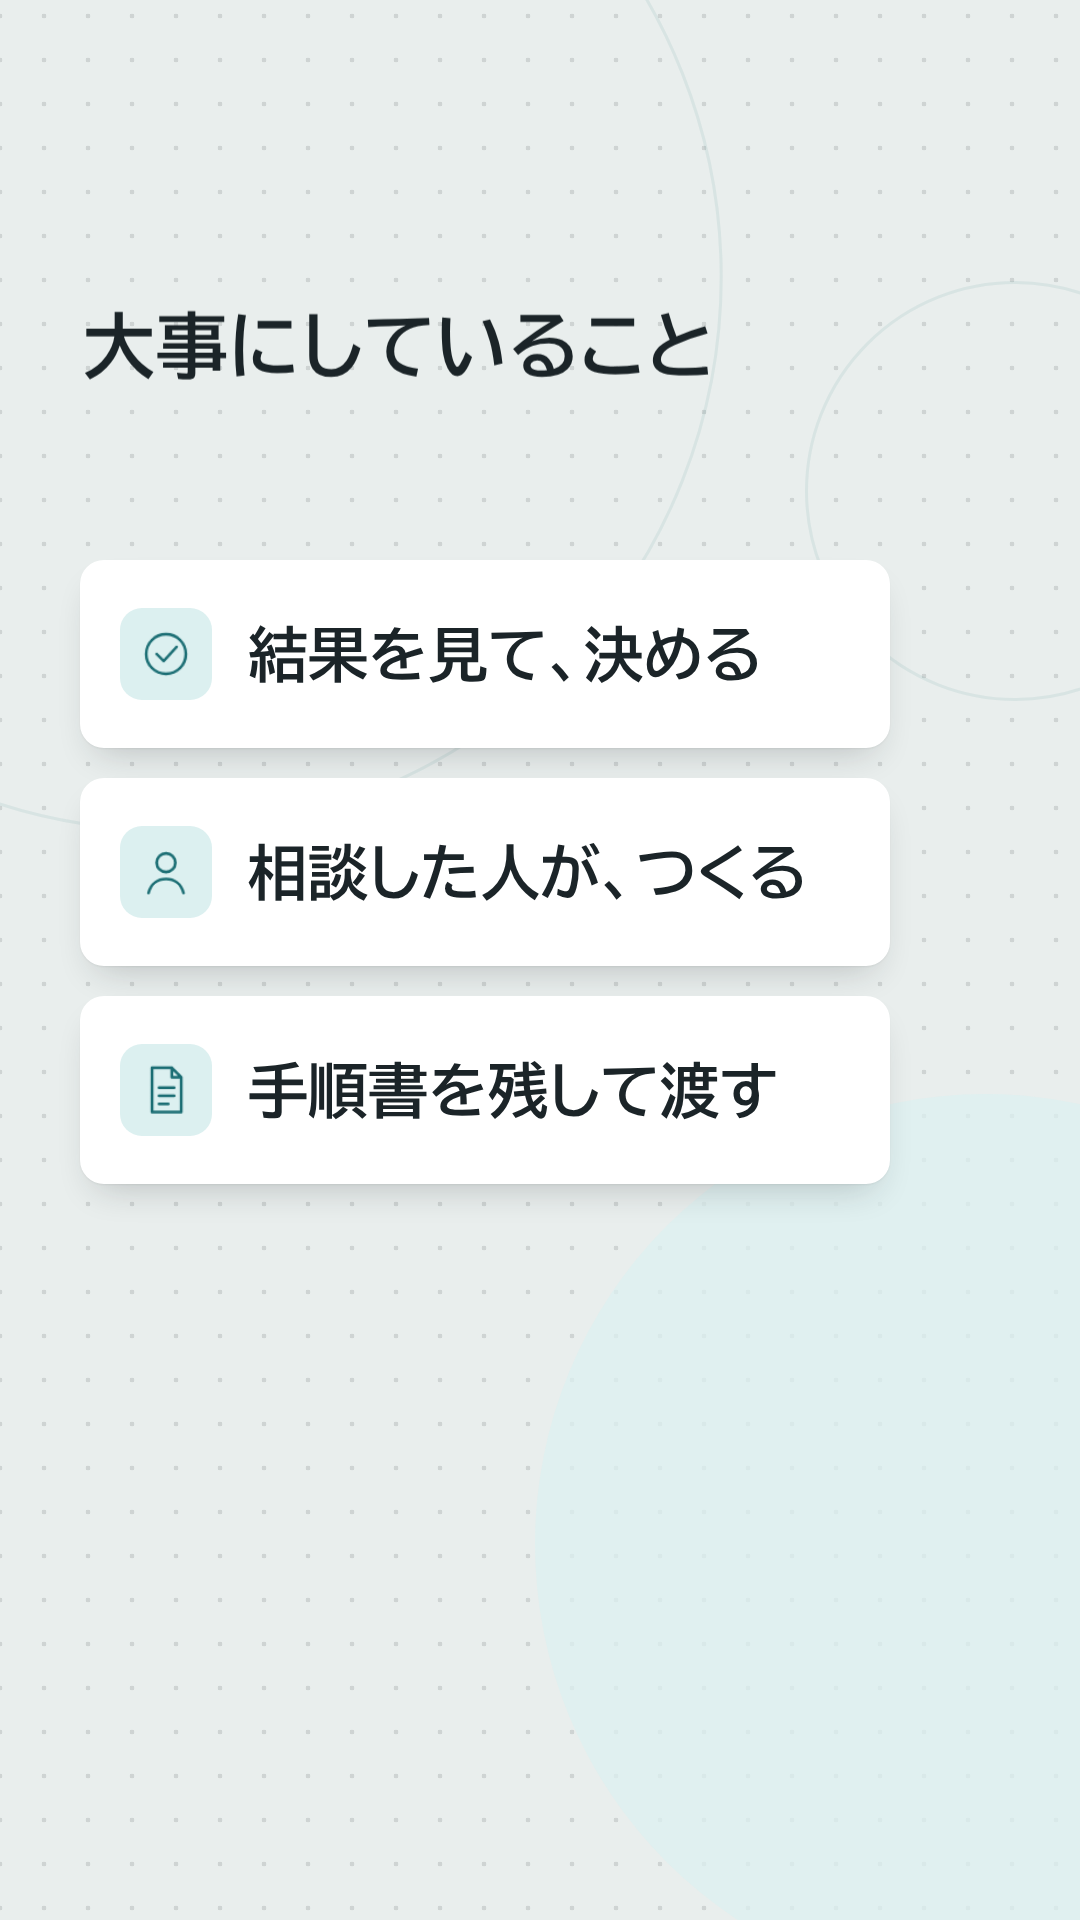 大事にしていること
結果を見て、決める
相談した人が、つくる
手順書を残して渡す